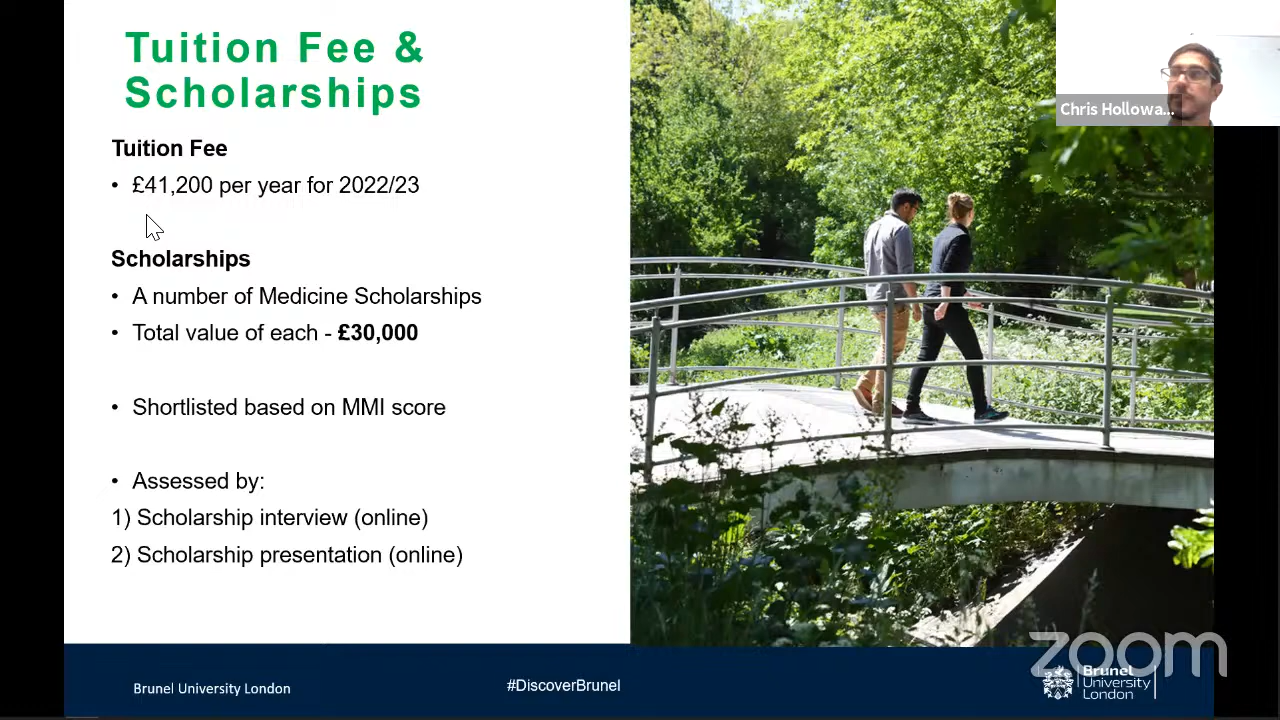 Tuition Fee &
Scholarships
Tuition Fee
• £41,200 per year for 2022/23
Scholarships
• A number of Medicine Scholarships
• Total value of each - £30,000
• Shortlisted based on MMI score
• Assessed by:
1) Scholarship interview (online)
2) Scholarship presentation (online)
Chris Hollowa...
Brunel University London
#DiscoverBrunel
zoom
Brunel
University
London